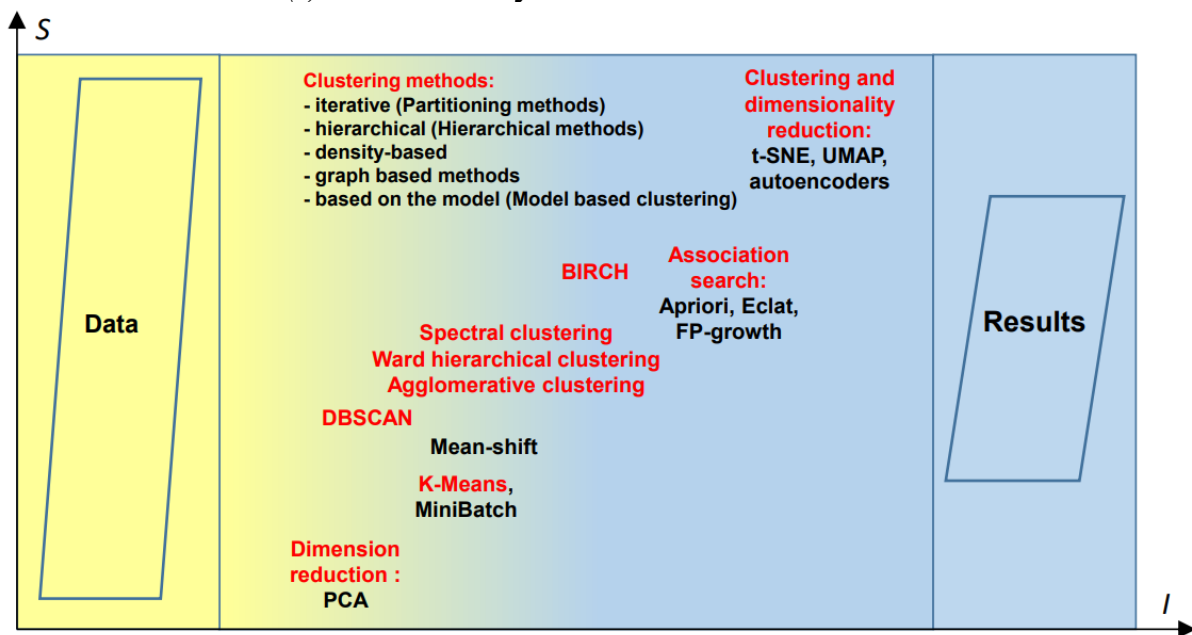 S
Clustering methods:
- iterative (Partitioning methods)
- hierarchical (Hierarchical methods)
- density-based
- graph based methods
- based on the model (Model based clustering)
Clustering and
dimensionality
reduction:
t-SNE, UMAP,
autoencoders
BIRCH
Association
search:
Apriori, Eclat,
FP-growth
Data
Results
Spectral clustering
Ward hierarchical clustering
Agglomerative clustering
DBSCAN
Mean-shift
K-Means,
MiniBatch
Dimension
reduction :
PCA
I